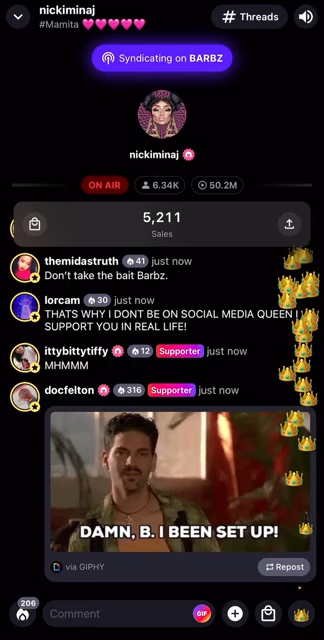 nickiminaj
#Mamita 💖💖💖💖💖
# Threads
Syndicating on BARBZ
nickiminaj
ON AIR
6.34K
50.2M
5,211
Sales
themidastruth 41 just now
Don't take the bait Barbz.
lorcam 30 just now
THATS WHY I DONT BE ON SOCIAL MEDIA QUEEN I
SUPPORT YOU IN REAL LIFE!
ittybittytiffy 12 Supporter just now
MHMMM
docfelton 316 Supporter just now
DAMN, B. I BEEN SET UP!
via GIPHY
Repost
206
Comment
GIF